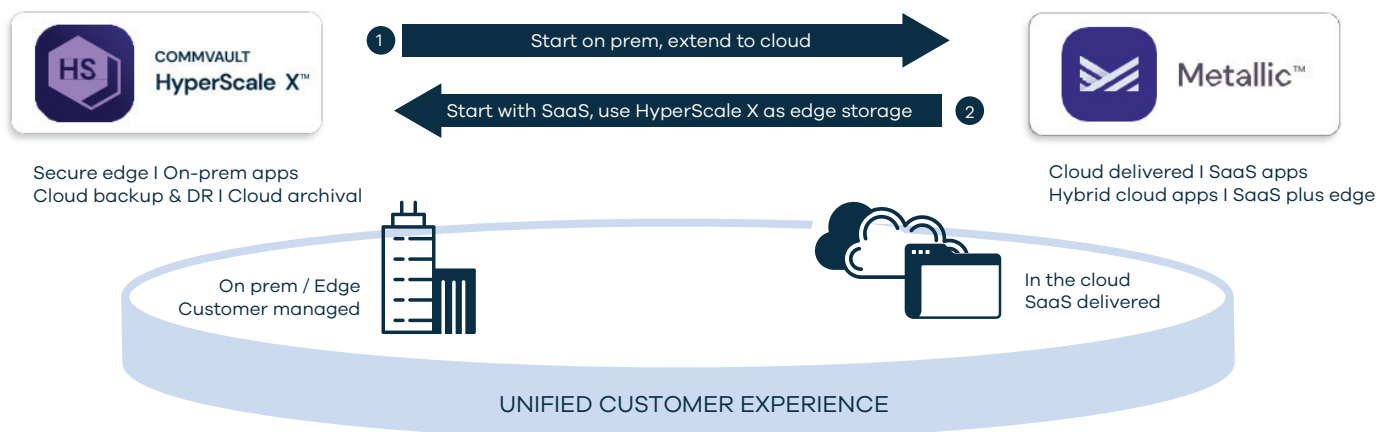 HS
COMMVAULT
HyperScale X™
1
Start on prem, extend to cloud
Start with SaaS, use HyperScale X as edge storage
2
Metallic™
Secure edge I On-prem apps
Cloud backup & DR I Cloud archival
Cloud delivered I SaaS apps
Hybrid cloud apps I SaaS plus edge
On prem / Edge
Customer managed
In the cloud
SaaS delivered
UNIFIED CUSTOMER EXPERIENCE